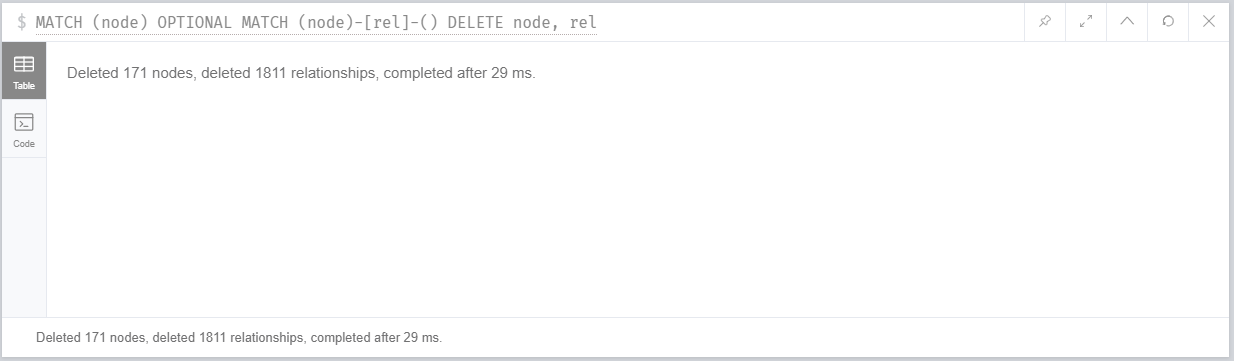 $ MATCH (node) OPTIONAL MATCH (node)-[rel]-() DELETE node, rel
Table
Deleted 171 nodes, deleted 1811 relationships, completed after 29 ms.
Code
Deleted 171 nodes, deleted 1811 relationships, completed after 29 ms.